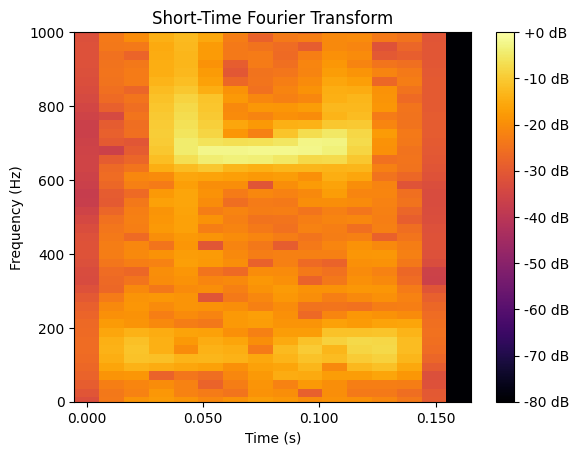 Short-Time Fourier Transform
1000
800
600
400
200
0
Frequency (Hz)
0.000
0.050
0.100
0.150
Time (s)
+0 dB
-10 dB
-20 dB
-30 dB
-40 dB
-50 dB
-60 dB
-70 dB
-80 dB